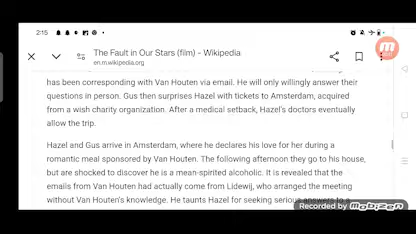 2:15
The Fault in Our Stars (film) - Wikipedia
en.m.wikipedia.org
has been corresponding with Van Houten via email. He will only willingly answer their
questions in person. Gus then surprises Hazel with tickets to Amsterdam, acquired
from a wish charity organization. After a medical setback, Hazel's doctors eventually
allow the trip.
Hazel and Gus arrive in Amsterdam, where he declares his love for her during a
romantic meal sponsored by Van Houten. The following afternoon they go to his house,
but are shocked to discover he is a mean-spirited alcoholic. It is revealed that the
emails from Van Houten had actually come from Lidewij, who arranged the meeting
without Van Houten's knowledge. He taunts Hazel for seeking serious answers to a
Recorded by
MOBIZEN